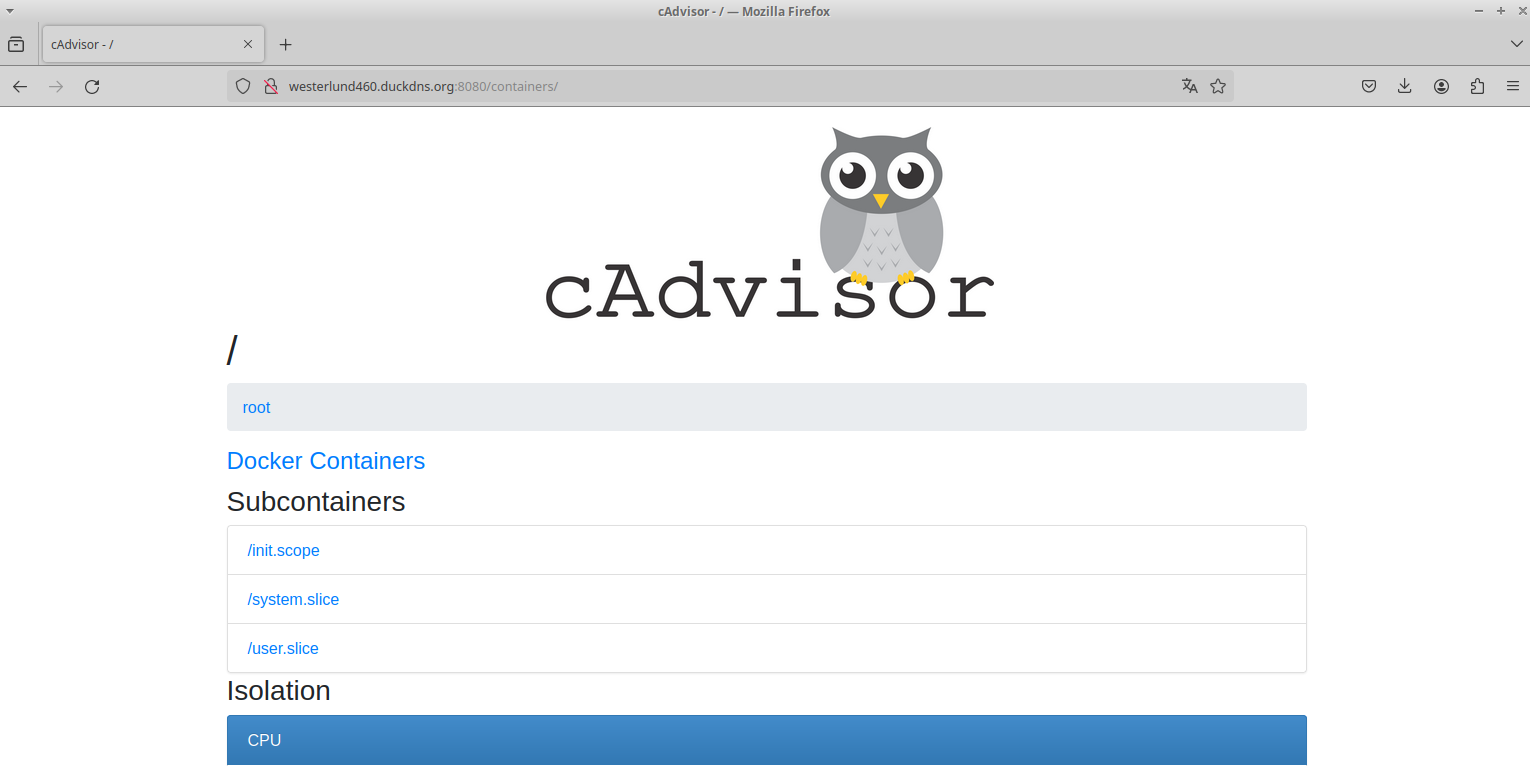 cAdvisor - / — Mozilla Firefox
cAdvisor - /
westerlund460.duckdns.org:8080/containers/
cAdvisor
/
root
Docker Containers
Subcontainers
/init.scope
/system.slice
/user.slice
Isolation
CPU